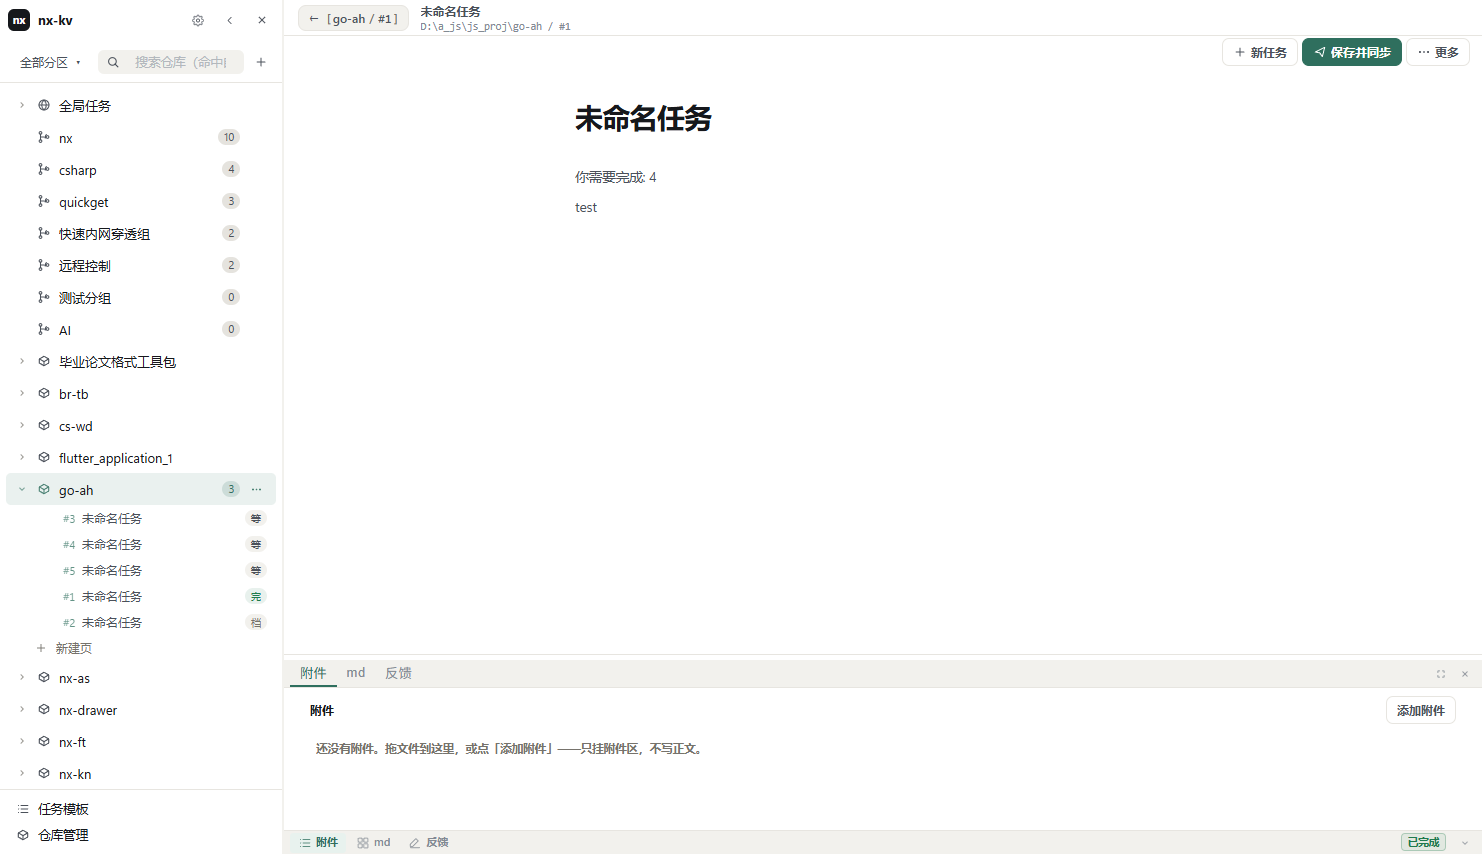 nx nx-kv
全部分区 搜索仓库（命中
全局任务
nx 10
csharp 4
quickget 3
快速内网穿透组 2
远程控制 2
测试分组 0
AI 0
毕业论文格式工具包
br-tb
cs-wd
flutter_application_1
go-ah 3 ···
#3 未命名任务 等
#4 未命名任务 等
#5 未命名任务 等
#1 未命名任务 完
#2 未命名任务 档
+ 新建页
nx-as
nx-drawer
nx-ft
nx-kn
任务模板
仓库管理
← [go-ah / #1]
未命名任务
D:\a_js\js_proj\go-ah / #1
+ 新任务 保存并同步 ··· 更多
未命名任务
你需要完成: 4
test
附件 md 反馈
附件 添加附件
还没有附件。拖文件到这里，或点「添加附件」——只挂附件区，不写正文。
附件 md 反馈 已完成